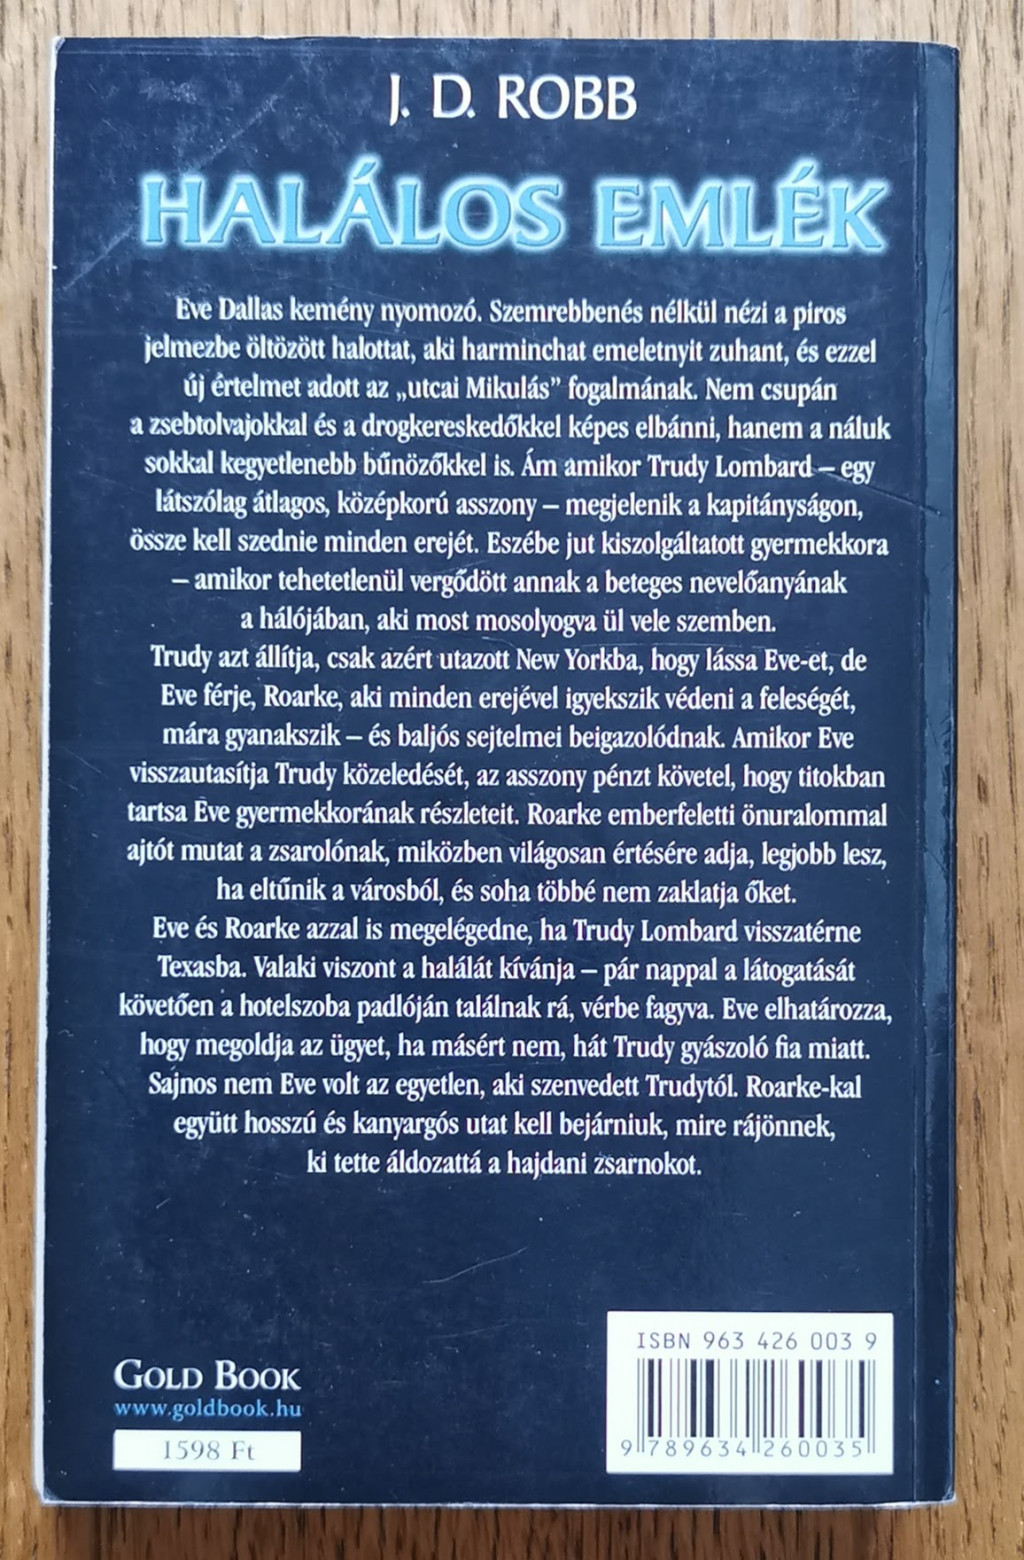 J. D. ROBB
HALÁLOS EMLÉK
Eve Dallas kemény nyomozó. Szemrebbenés nélkül nézi a piros
jelmezbe öltözött halottat, aki harminchat emeletnyit zuhant, és ezzel
új értelmet adott az „utcai Mikulás” fogalmának. Nem csupán
a zsebtolvajokkal és a drogkereskedőkkel képes elbánni, hanem a náluk
sokkal kegyetlenebb bűnözőkkel is. Ám amikor Trudy Lombard – egy
látszólag átlagos, középkorú asszony – megjelenik a kapitányságon,
össze kell szednie minden erejét. Eszébe jut kiszolgáltatott gyermekkora
– amikor tehetetlenül vergődött annak a beteges nevelőanyának
a hálójában, aki most mosolyogva ül vele szemben.
Trudy azt állítja, csak azért utazott New Yorkba, hogy lássa Eve-et, de
Eve férje, Roarke, aki minden erejével igyekszik védeni a feleségét,
mára gyanakszik – és baljós sejtelmei beigazolódnak. Amikor Eve
visszautasítja Trudy közeledését, az asszony pénzt követel, hogy titokban
tartsa Eve gyermekkorának részleteit. Roarke emberfeletti önuralommal
ajtót mutat a zsarolónak, miközben világosan értésére adja, legjobb lesz,
ha eltűnik a városból, és soha többé nem zaklatja őket.
Eve és Roarke azzal is megelégedne, ha Trudy Lombard visszatérne
Texasba. Valaki viszont a halálát kívánja – pár nappal a látogatását
követően a hotelszoba padlóján találnak rá, vérbe fagyva. Eve elhatározza,
hogy megoldja az ügyet, ha másért nem, hát Trudy gyászoló fia miatt.
Sajnos nem Eve volt az egyetlen, aki szenvedett Trudytól. Roarke-kal
együtt hosszú és kanyargós utat kell bejárniuk, mire rájönnek,
ki tette áldozattá a hajdani zsarnokot.
ISBN 963 426 003 9
9 789634 260035
GOLD BOOK
www.goldbook.hu
1598 Ft